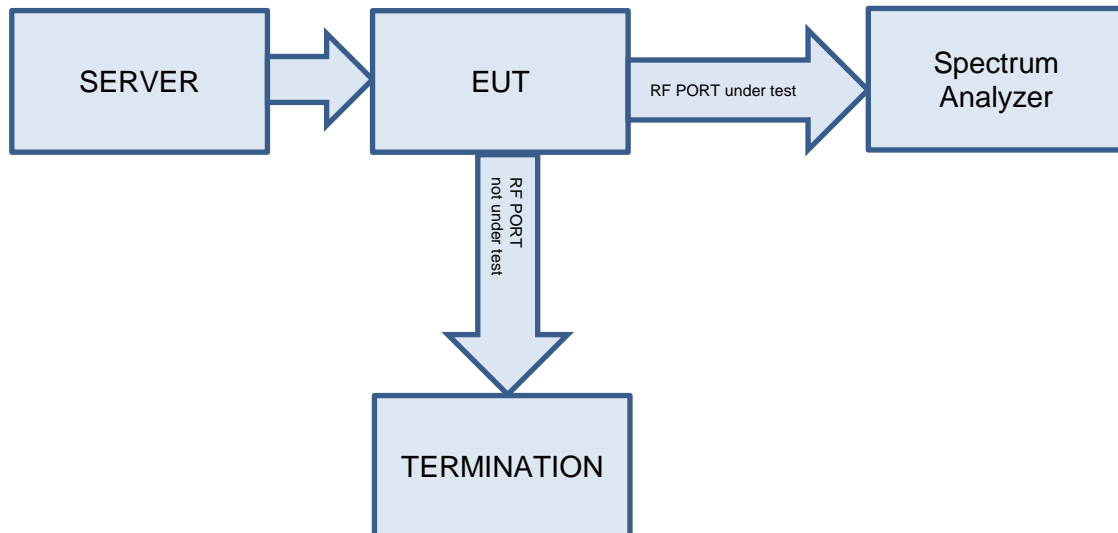 SERVER
EUT
RF PORT under test
Spectrum
Analyzer
RF PORT
not under test
TERMINATION